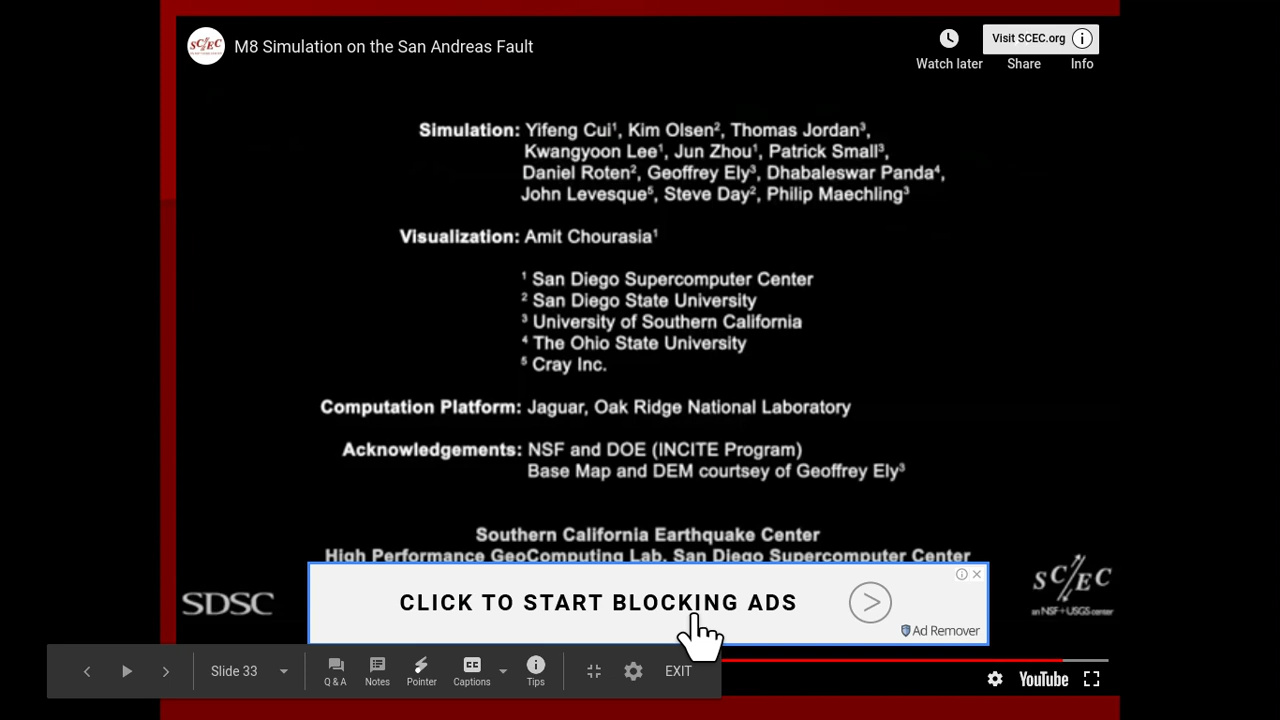 M8 Simulation on the San Andreas Fault
Visit SCEC.org
Watch later
Share
Info
Simulation: Yifeng Cui¹, Kim Olsen², Thomas Jordan³,
Kwangyoon Lee¹, Jun Zhou¹, Patrick Small³,
Daniel Roten², Geoffrey Ely³, Dhabaleswar Panda⁴,
John Levesque⁵, Steve Day², Philip Maechling³
Visualization: Amit Chourasia¹
¹ San Diego Supercomputer Center
² San Diego State University
³ University of Southern California
⁴ The Ohio State University
⁵ Cray Inc.
Computation Platform: Jaguar, Oak Ridge National Laboratory
Acknowledgements: NSF and DOE (INCITE Program)
Base Map and DEM courtsey of Geoffrey Ely³
Southern California Earthquake Center
High Performance GeoComputing Lab, San Diego Supercomputer Center
SDSC
CLICK TO START BLOCKING ADS
Ad Remover
SC/EC
an NSF+USGS center
Slide 33
Q & A
Notes
Pointer
CC
Captions
Tips
EXIT
YouTube